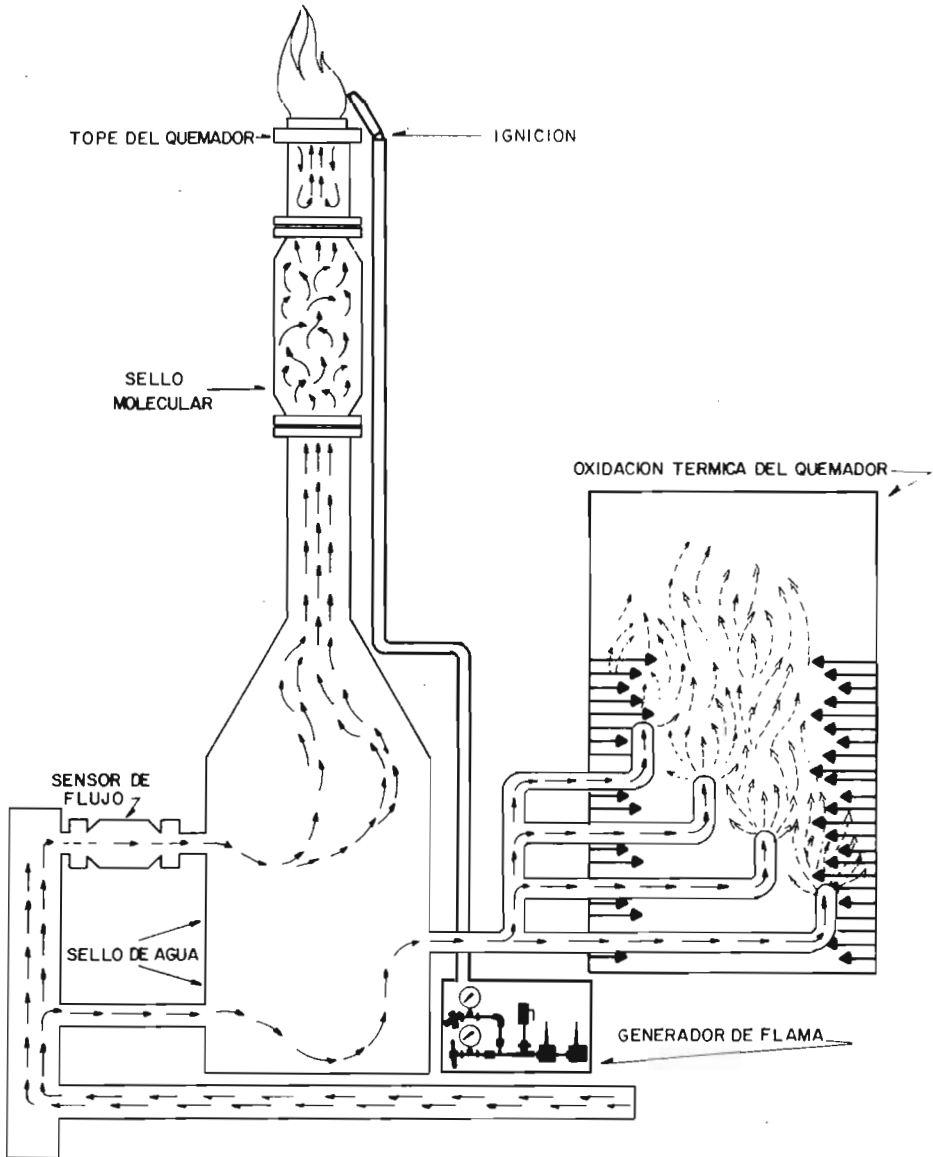 TOPE DEL QUEMADOR
IGNICION
SELLO
MOLECULAR
OXIDACION TERMICA DEL QUEMADOR
SENSOR DE
FLUJO
SELLO DE AGUA
GENERADOR DE FLAMA